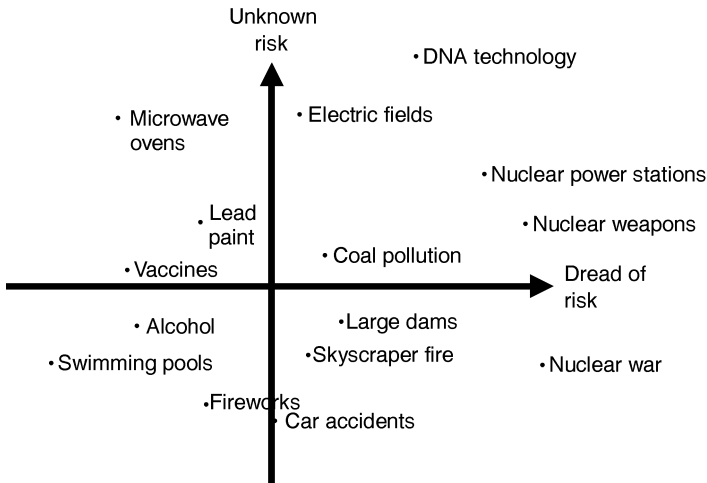 Unknown
risk
DNA technology
Microwave
ovens
Electric fields
Nuclear power stations
Lead
paint
Nuclear weapons
Coal pollution
Vaccines
Dread of
risk
Alcohol
Large dams
Swimming pools
Skyscraper fire
Nuclear war
Fireworks
Car accidents